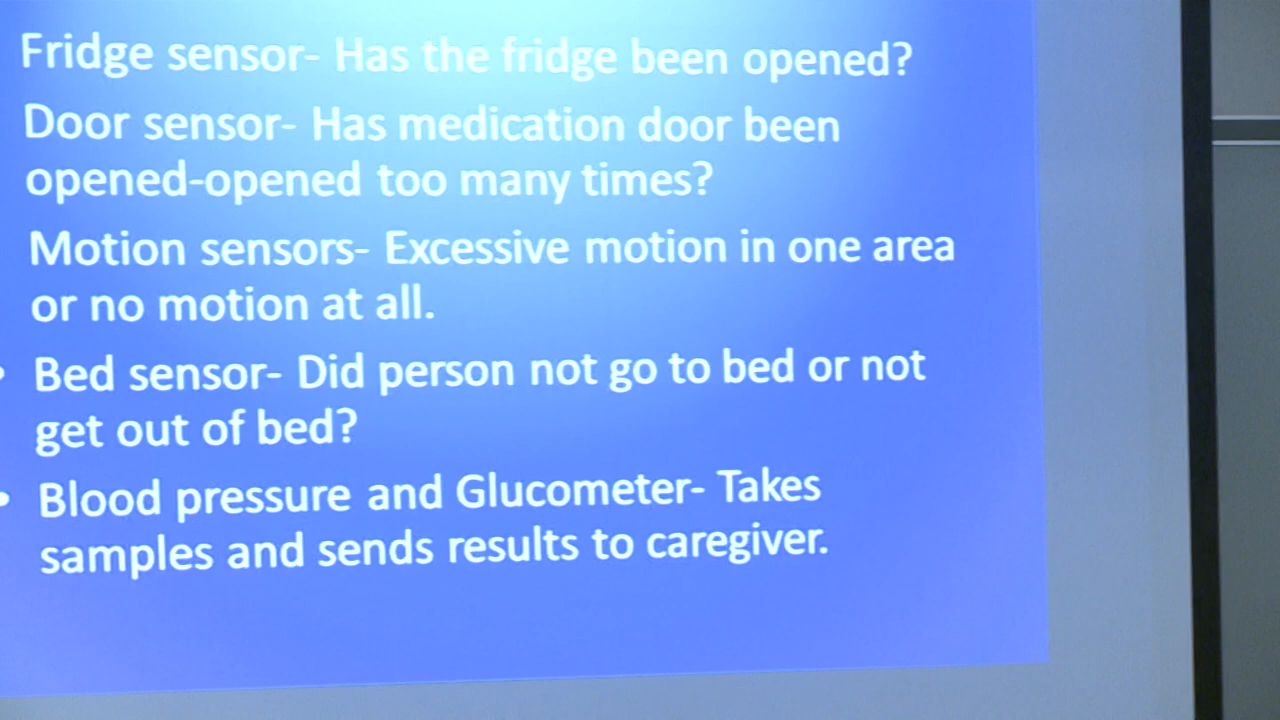 Fridge sensor- Has the fridge been opened?
Door sensor- Has medication door been
opened-opened too many times?
Motion sensors- Excessive motion in one area
or no motion at all.
• Bed sensor- Did person not go to bed or not
get out of bed?
• Blood pressure and Glucometer- Takes
samples and sends results to caregiver.